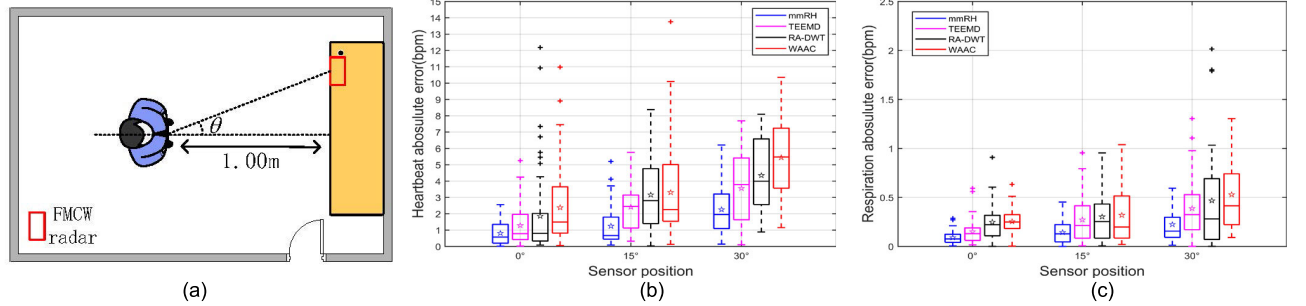 θ
1.00m
FMCW
radar
(a)
Heartbeat abosulute error(bpm)
15
14
13
12
11
10
9
8
7
6
5
4
3
2
1
0
mmRH
TEEMD
RA-DWT
WAAC
0°
15°
30°
Sensor position
(b)
Respiration abosulute error(bpm)
2.5
2
1.5
1
0.5
0
mmRH
TEEMD
RA-DWT
WAAC
0°
15°
30°
Sensor position
(c)